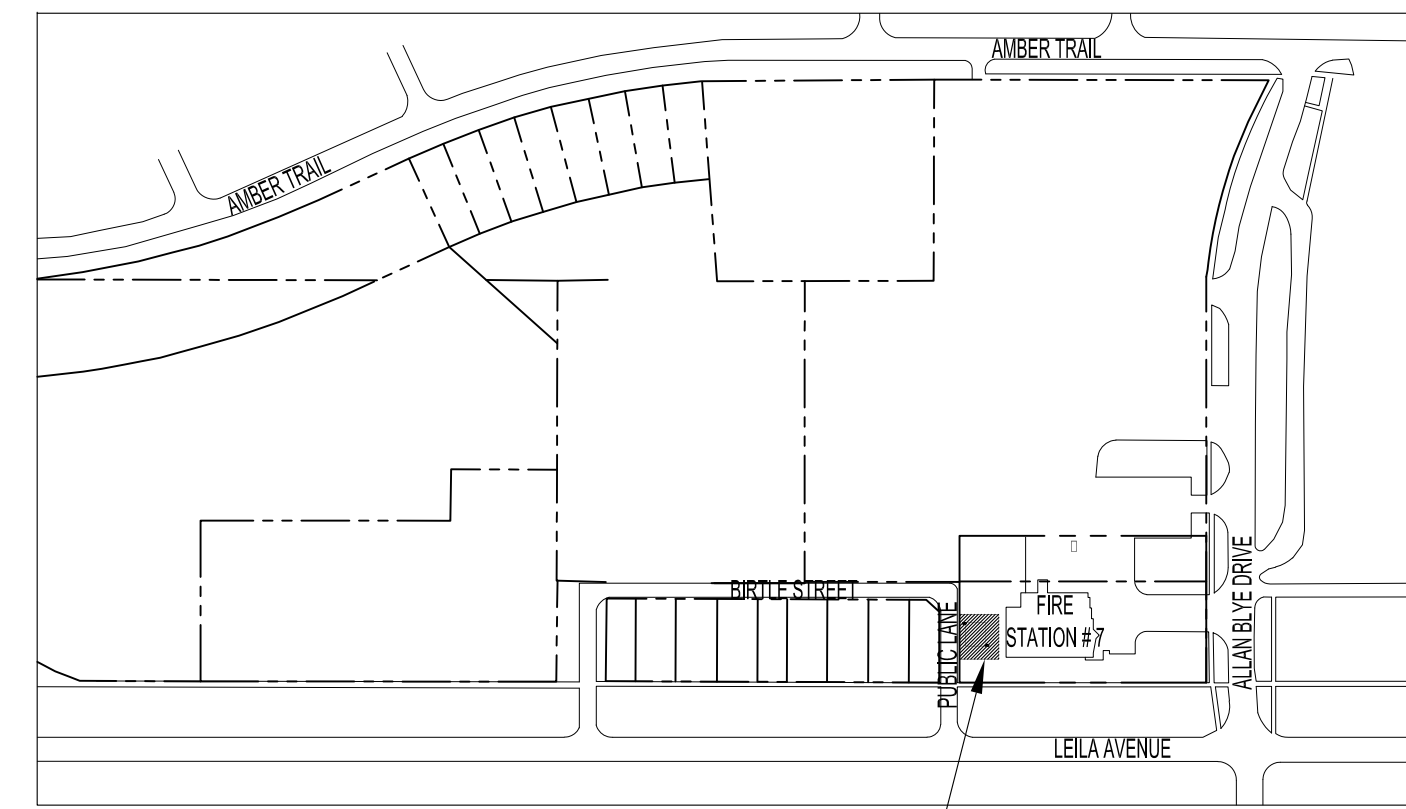 AMBER TRAIL
AMBER TRAIL
BIRTLE STREET
PUBLIC LANE
FIRE
STATION # 7
ALLAN BLYE DRIVE
LEILA AVENUE